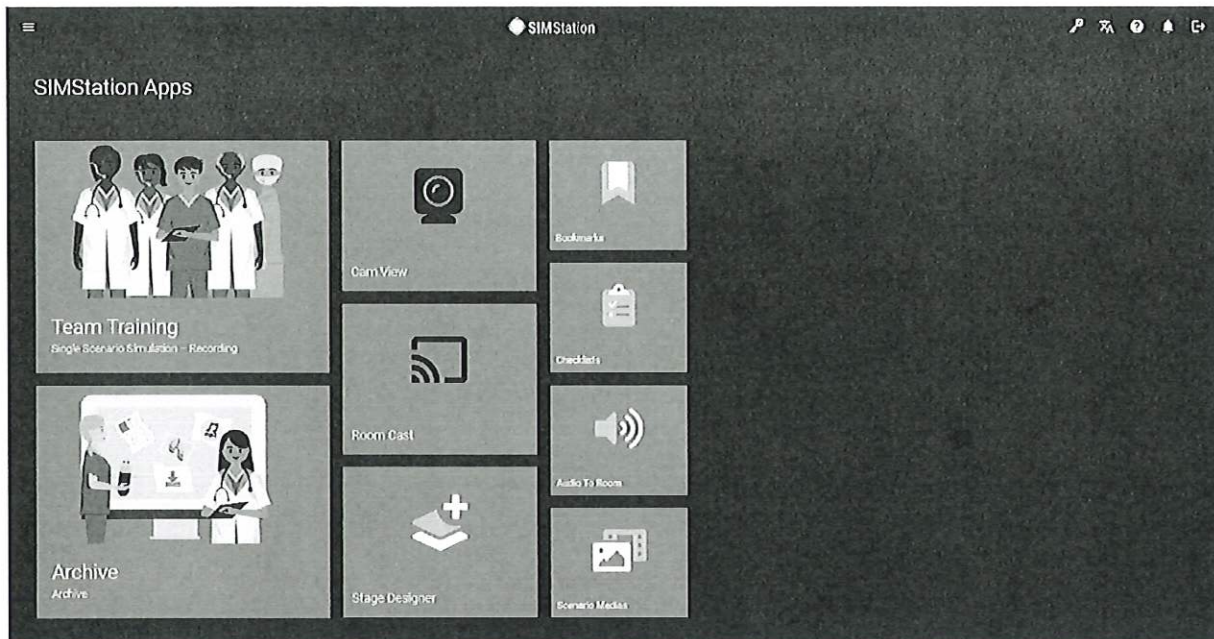 SIMStation
SIMStation Apps
Team Training
Single Scenario Simulation – Recording
Archive
Archive
Cam View
Room Cast
Stage Designer
Bookmarks
Checklists
Audio To Room
Scenario Medias